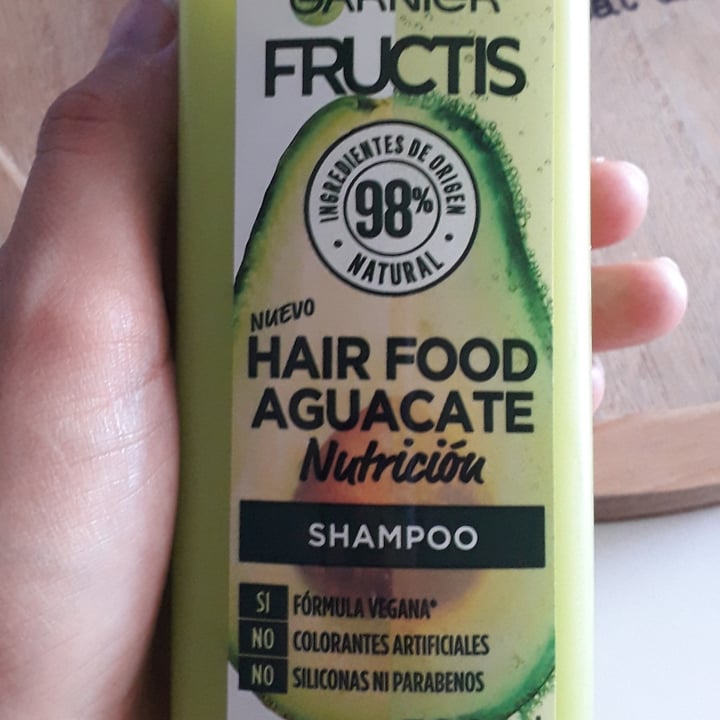 GARNIER
FRUCTIS
INGREDIENTES DE ORIGEN
98%
• NATURAL •
NUEVO
HAIR FOOD
AGUACATE
Nutrición
SHAMPOO
SI FÓRMULA VEGANA*
NO COLORANTES ARTIFICIALES
NO SILICONAS NI PARABENOS